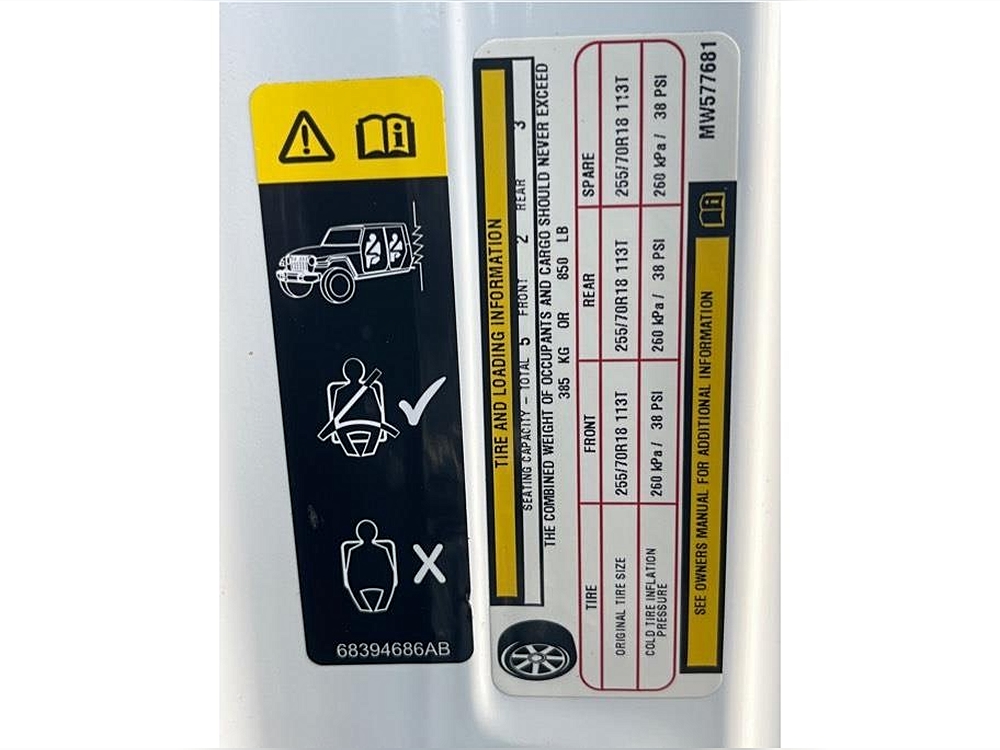 68394686AB
TIRE AND LOADING INFORMATION
SEATING CAPACITY – TOTAL 5 FRONT 2 REAR 3
THE COMBINED WEIGHT OF OCCUPANTS AND CARGO SHOULD NEVER EXCEED
385 KG OR 850 LB
TIRE FRONT REAR SPARE
ORIGINAL TIRE SIZE 255/70R18 113T 255/70R18 113T 255/70R18 113T
COLD TIRE INFLATION
PRESSURE 260 kPa / 38 PSI 260 kPa / 38 PSI 260 kPa / 38 PSI
SEE OWNERS MANUAL FOR ADDITIONAL INFORMATION
MW577681